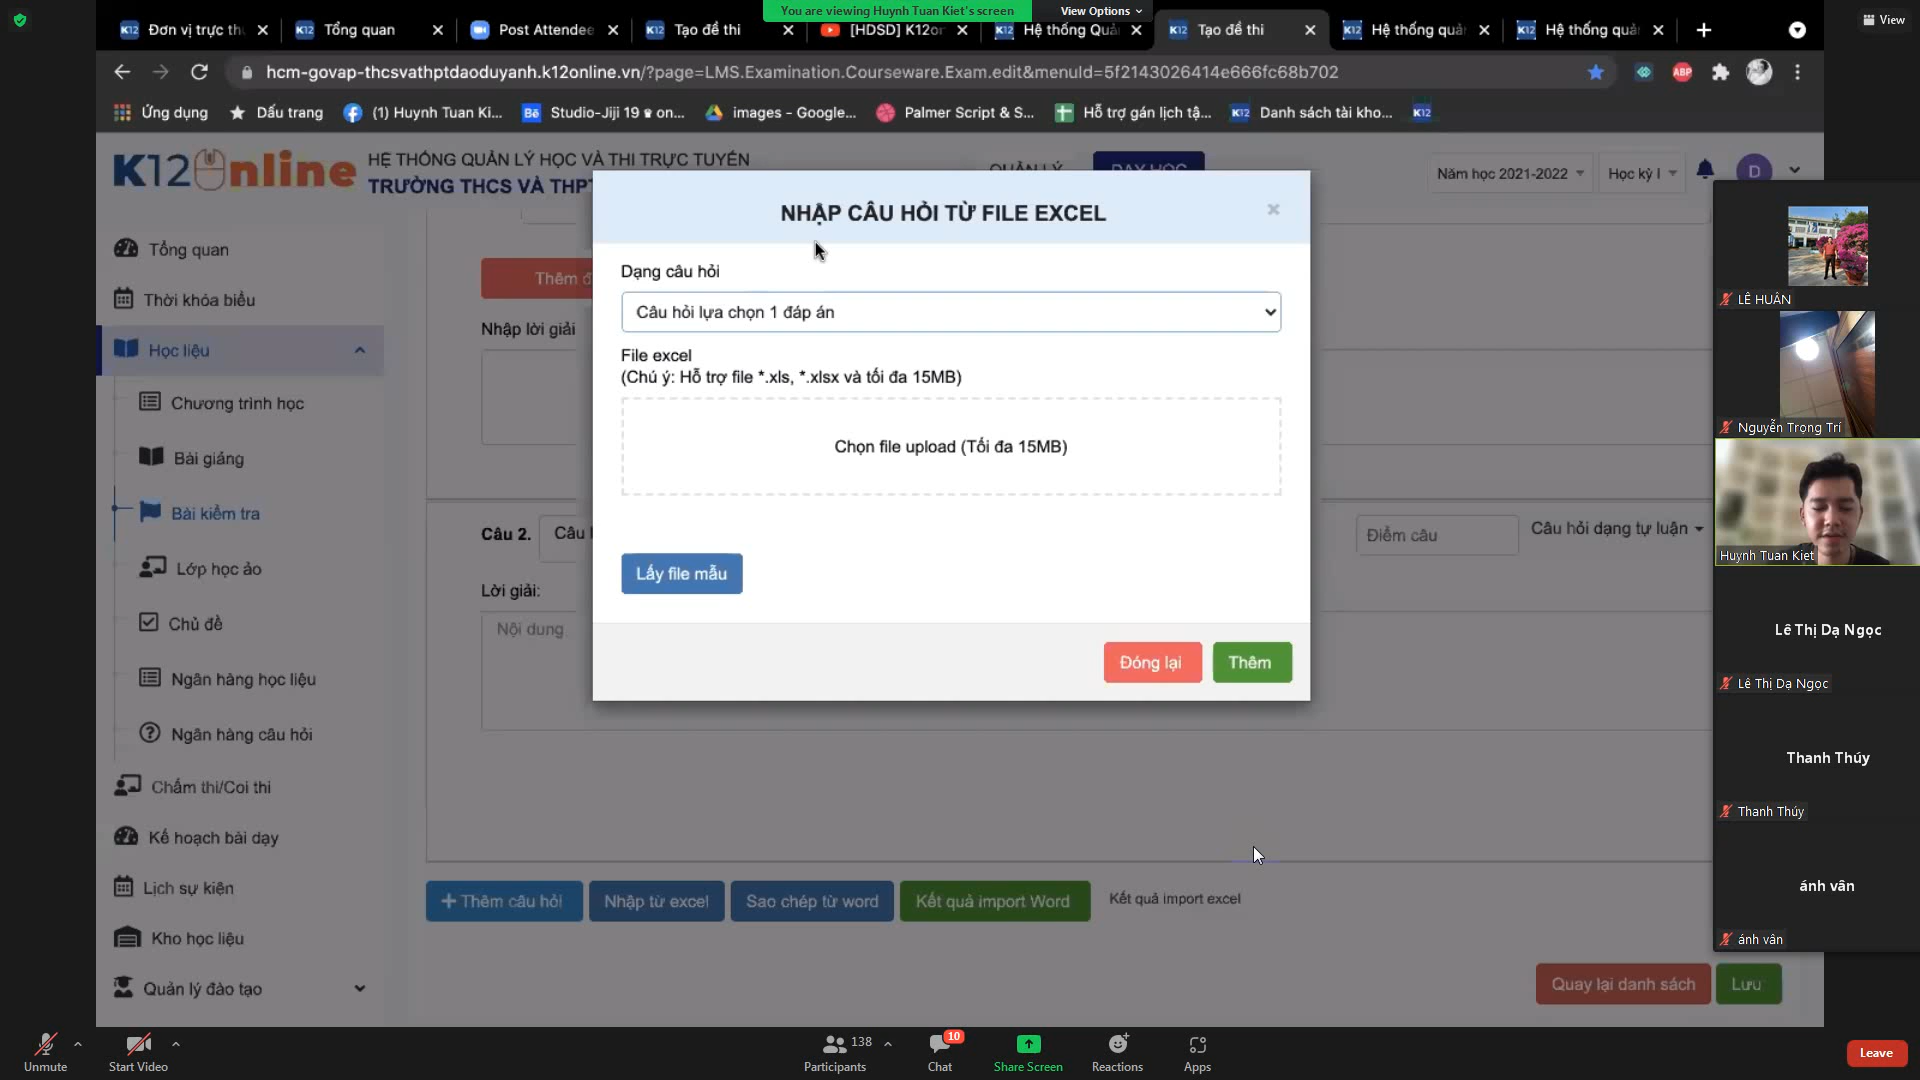 You are viewing Huynh Tuan Kiet's screen
View Options
View
Đơn vị trực th
Tổng quan
Post Attendee
Tạo đề thi
[HDSD] K12on
Hệ thống Quả
Tạo đề thi
Hệ thống quả
Hệ thống quả
hcm-govap-thcsvathptdaoduyanh.k12online.vn/?page=LMS.Examination.Courseware.Exam.edit&menuId=5f2143026414e666fc68b702
ABP
Ứng dụng
Dấu trang
(1) Huynh Tuan Ki...
Studio-Jiji 19 ♛ on...
images - Google...
Palmer Script & S...
Hỗ trợ gán lịch tậ...
Danh sách tài kho...
K12
K12Online
HỆ THỐNG QUẢN LÝ HỌC VÀ THI TRỰC TUYẾN
TRƯỜNG THCS VÀ THPT
QUẢN LÝ
DẠY HỌC
Năm học 2021-2022
Học kỳ I
D
Tổng quan
Thời khóa biểu
Học liệu
Chương trình học
Bài giảng
Bài kiểm tra
Lớp học ảo
Chủ đề
Ngân hàng học liệu
Ngân hàng câu hỏi
Chấm thi/Coi thi
Kế hoạch bài dạy
Lịch sự kiện
Kho học liệu
Quản lý đào tạo
Thêm đ
Nhập lời giải
Câu 2.
Điểm câu
Câu hỏi dạng tự luận
Lời giải:
Nội dung
NHẬP CÂU HỎI TỪ FILE EXCEL
×
Dạng câu hỏi
Câu hỏi lựa chọn 1 đáp án
File excel
(Chú ý: Hỗ trợ file *.xls, *.xlsx và tối đa 15MB)
Chọn file upload (Tối đa 15MB)
Lấy file mẫu
Đóng lại
Thêm
Thêm câu hỏi
Nhập từ excel
Sao chép từ word
Kết quả import Word
Kết quả import excel
Quay lại danh sách
Lưu
LÊ HUÂN
Nguyễn Trọng Trí
Huynh Tuan Kiet
Lê Thị Dạ Ngọc
Lê Thị Dạ Ngọc
Thanh Thúy
Thanh Thúy
ánh vân
ánh vân
Unmute
Start Video
138
Participants
10
Chat
Share Screen
Reactions
Apps
Leave